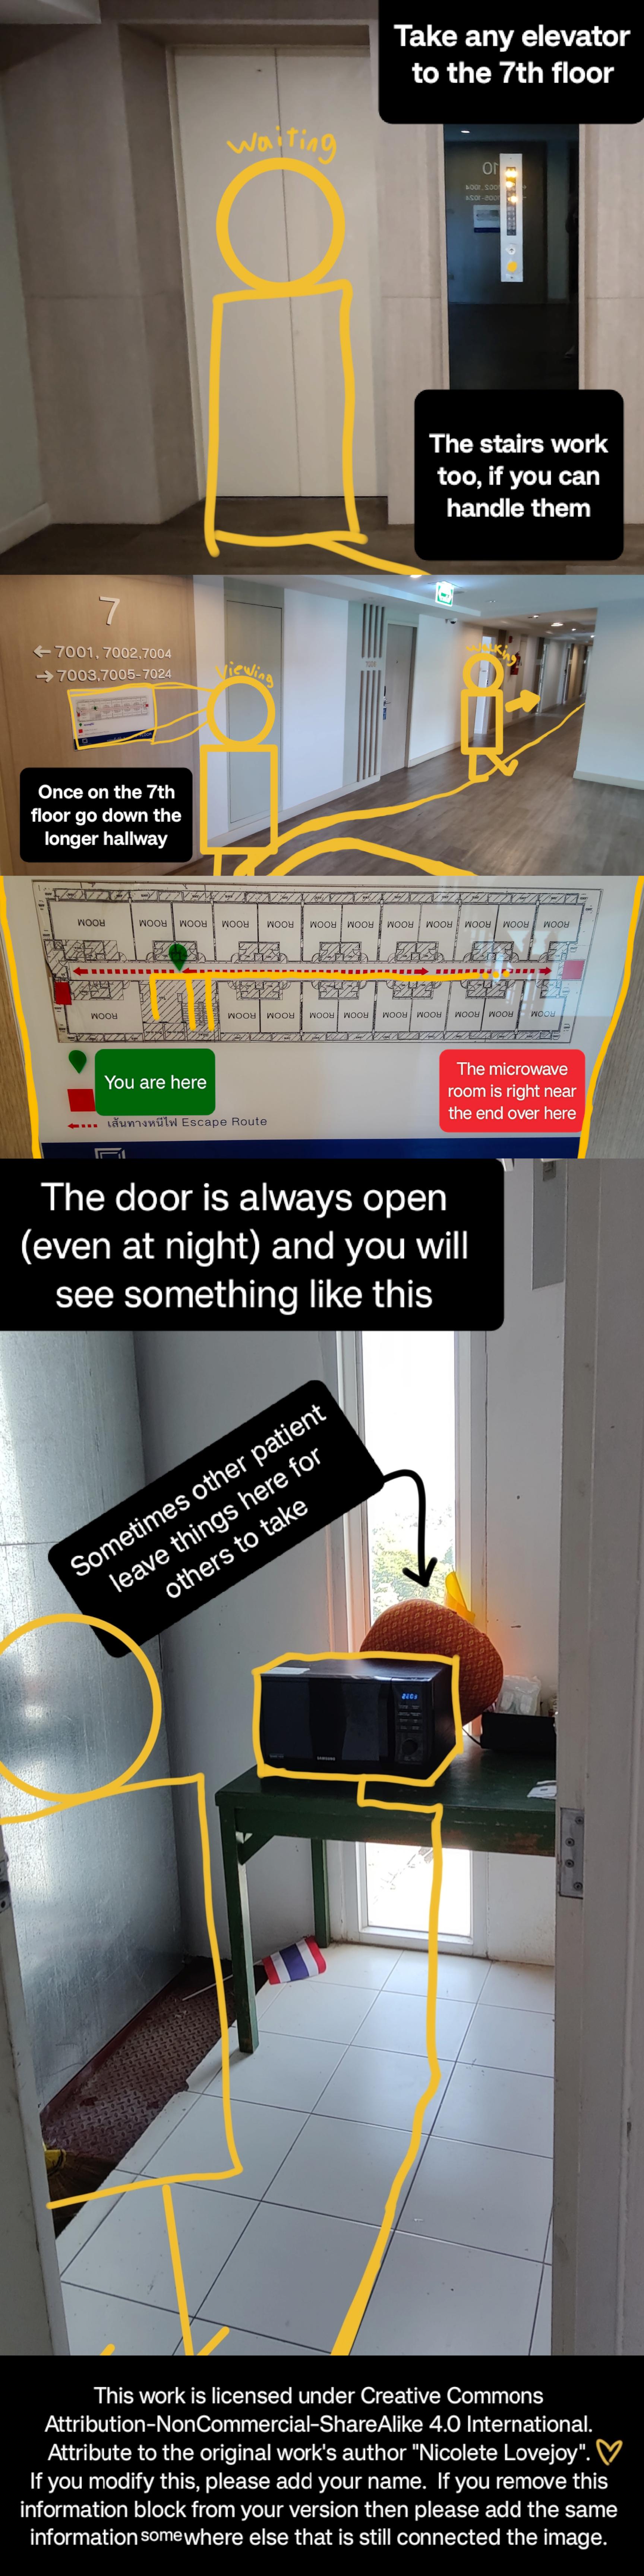 Take any elevator
to the 7th floor
waiting
10
The stairs work
too, if you can
handle them
7
← 7001, 7002,7004
→ 7003,7005-7024
Viewing
walking
Once on the 7th
floor go down the
longer hallway
ROOM ROOM ROOM ROOM ROOM ROOM ROOM ROOM ROOM ROOM ROOM
ROOM ROOM ROOM ROOM ROOM ROOM ROOM ROOM ROOM
You are here
เส้นทางหนีไฟ Escape Route
The microwave
room is right near
the end over here
The door is always open
(even at night) and you will
see something like this
Sometimes other patient
leave things here for
others to take
SAMSUNG
This work is licensed under Creative Commons
Attribution-NonCommercial-ShareAlike 4.0 International.
Attribute to the original work's author "Nicolete Lovejoy".
If you modify this, please add your name. If you remove this
information block from your version then please add the same
information somewhere else that is still connected the image.